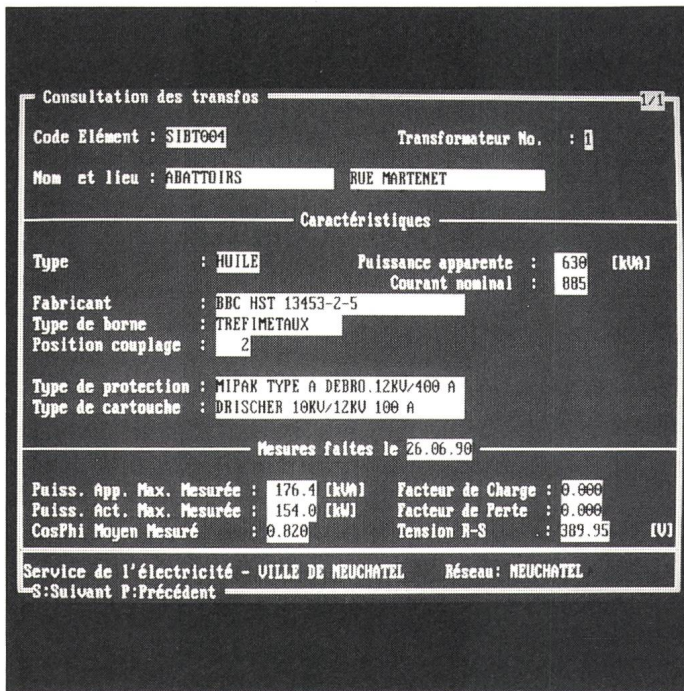 Consultation des transfos 1/1
Code Elément : SIBT004 Transformateur No. : 1
Nom et lieu : ABATTOIRS RUE MARTENET
Caractéristiques
Type : HUILE Puissance apparente : 630 [kVA]
Courant nominal : 885
Fabricant : BBC HST 13453-2-5
Type de borne : TREFIMETAUX
Position couplage : 2
Type de protection : MIPAK TYPE A DEBRO.12KV/400 A
Type de cartouche : DRISCHER 10KV/12KV 100 A
Mesures faites le 26.06.90
Puiss. App. Max. Mesurée : 176.4 [kVA] Facteur de Charge : 0.000
Puiss. Act. Max. Mesurée : 154.0 [kW] Facteur de Perte : 0.000
CosPhi Moyen Mesuré : 0.820 Tension R-S : 389.95 [V]
Service de l'électricité - VILLE DE NEUCHATEL Réseau: NEUCHATEL
S:Suivant P:Précédent